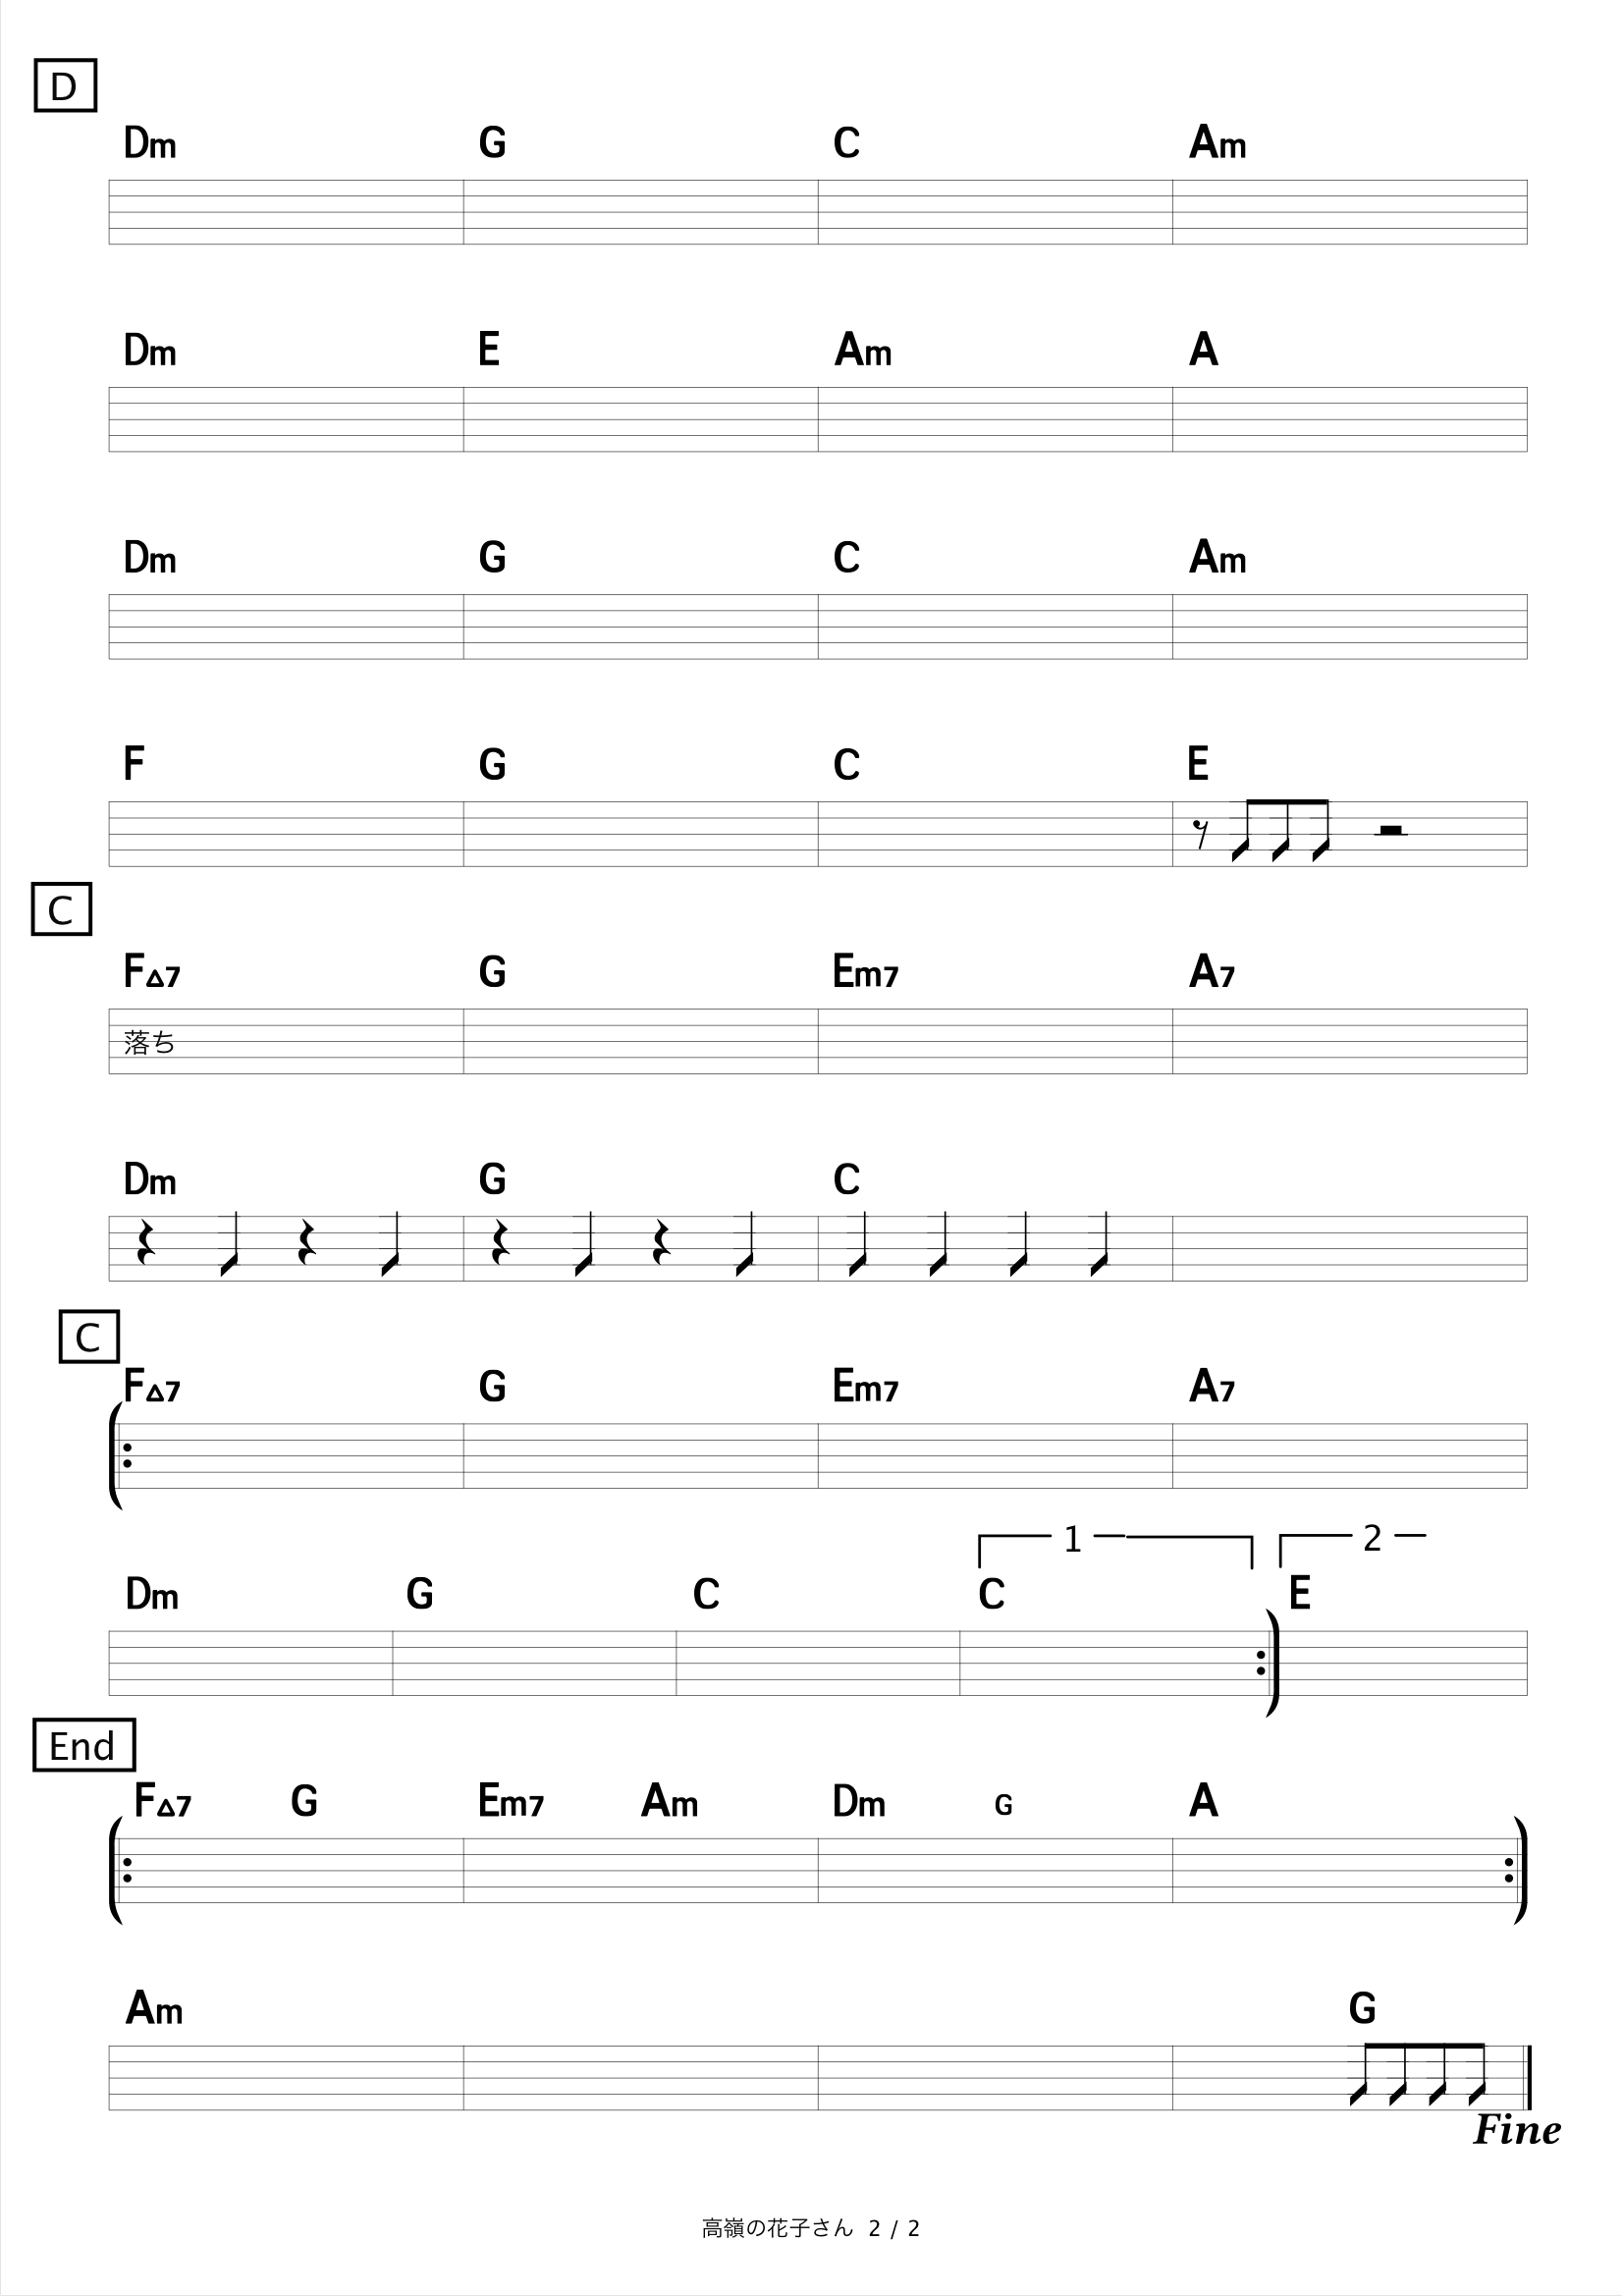 D
Dm G C Am
Dm E Am A
Dm G C Am
F G C E
C
F△7 G Em7 A7
落ち
Dm G C
C
F△7 G Em7 A7
1 2
Dm G C C E
End
F△7 G Em7 Am Dm G A
Am G
Fine
高嶺の花子さん 2 / 2